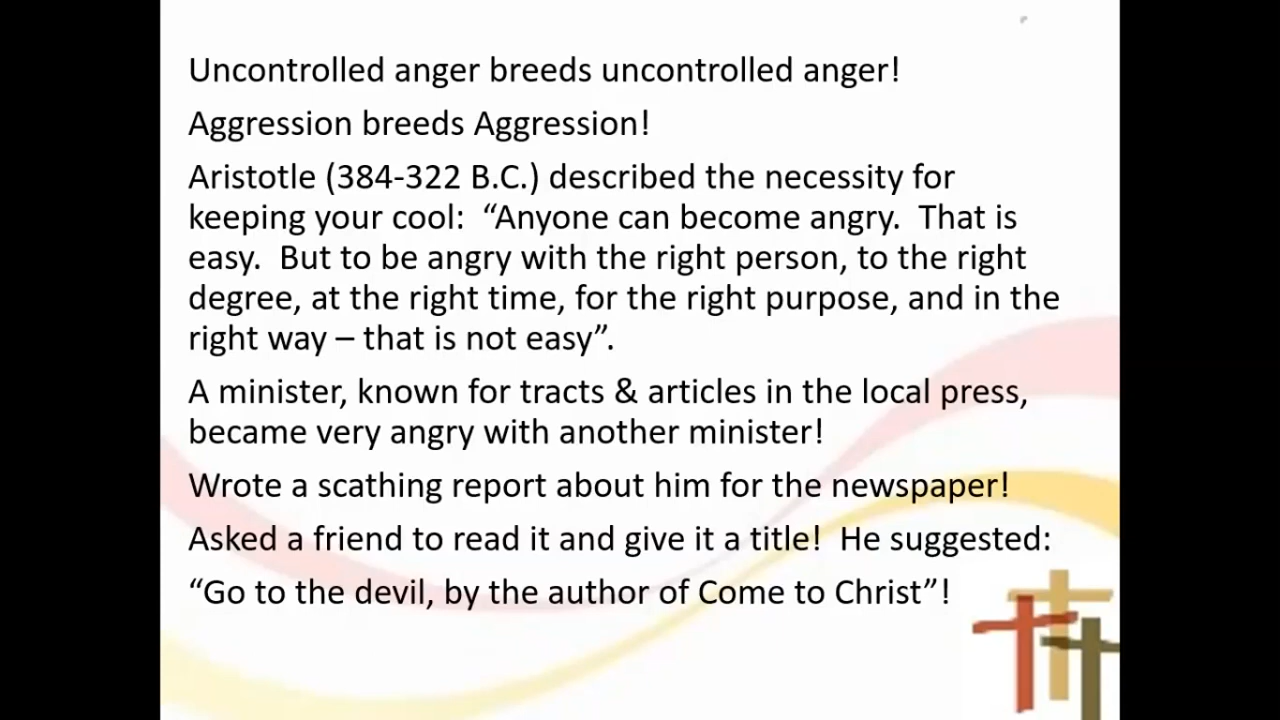 Uncontrolled anger breeds uncontrolled anger!
Aggression breeds Aggression!
Aristotle (384-322 B.C.) described the necessity for
keeping your cool:  “Anyone can become angry.  That is
easy.  But to be angry with the right person, to the right
degree, at the right time, for the right purpose, and in the
right way – that is not easy”.
A minister, known for tracts & articles in the local press,
became very angry with another minister!
Wrote a scathing report about him for the newspaper!
Asked a friend to read it and give it a title!  He suggested:
“Go to the devil, by the author of Come to Christ”!